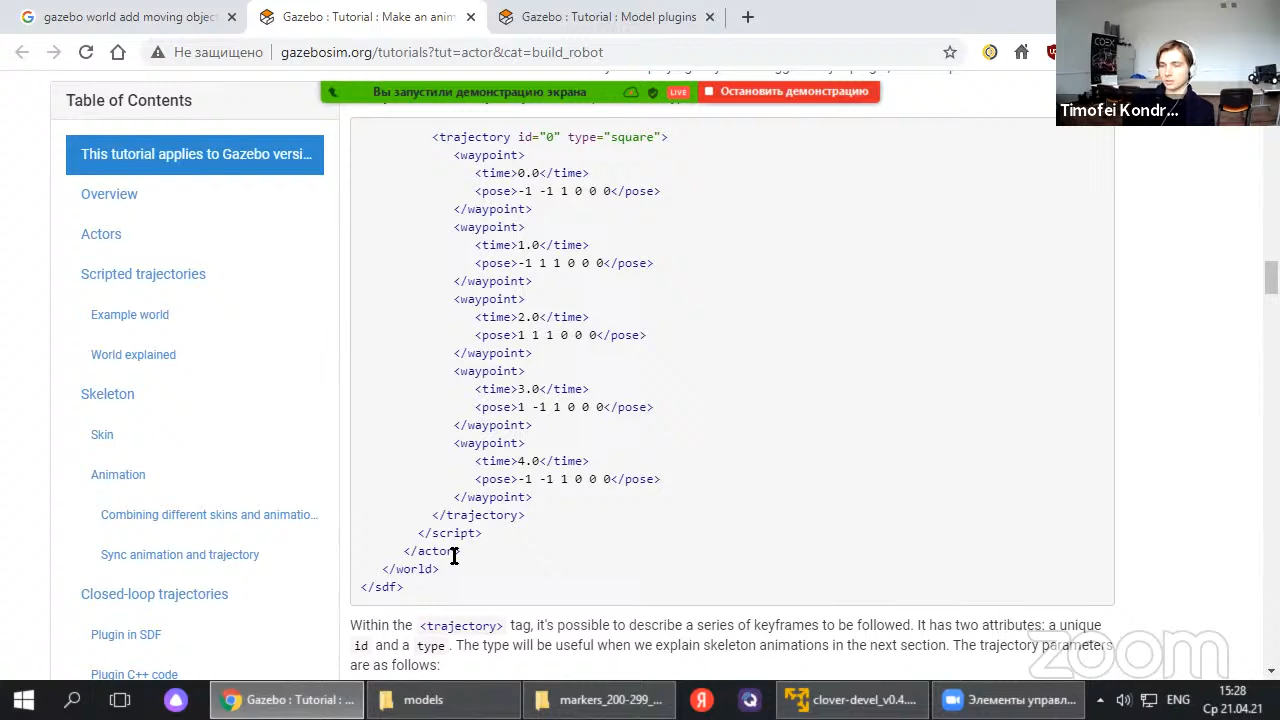 gazebo world add moving objec
Gazebo : Tutorial : Make an anim
Gazebo : Tutorial : Model plugins
Не защищено
gazebosim.org/tutorials?tut=actor&cat=build_robot
Вы запустили демонстрацию экрана
LIVE
Остановить демонстрацию
COEX
Timofei Kondr...
Table of Contents
This tutorial applies to Gazebo versi...
Overview
Actors
Scripted trajectories
Example world
World explained
Skeleton
Skin
Animation
Combining different skins and animatio...
Sync animation and trajectory
Closed-loop trajectories
Plugin in SDF
Plugin C++ code
<trajectory id="0" type="square">
<waypoint>
<time>0.0</time>
<pose>-1 -1 1 0 0 0</pose>
</waypoint>
<waypoint>
<time>1.0</time>
<pose>-1 1 1 0 0 0</pose>
</waypoint>
<waypoint>
<time>2.0</time>
<pose>1 1 1 0 0 0</pose>
</waypoint>
<waypoint>
<time>3.0</time>
<pose>1 -1 1 0 0 0</pose>
</waypoint>
<waypoint>
<time>4.0</time>
<pose>-1 -1 1 0 0 0</pose>
</waypoint>
</trajectory>
</script>
</actor>
</world>
</sdf>
Within the <trajectory> tag, it's possible to describe a series of keyframes to be followed. It has two attributes: a unique
id and a type. The type will be useful when we explain skeleton animations in the next section. The trajectory parameters
are as follows:
zoom
Gazebo : Tutorial : ...
models
markers_200-299_...
Я
clover-devel_v0.4....
Элементы управл...
ENG
15:28
Ср 21.04.21